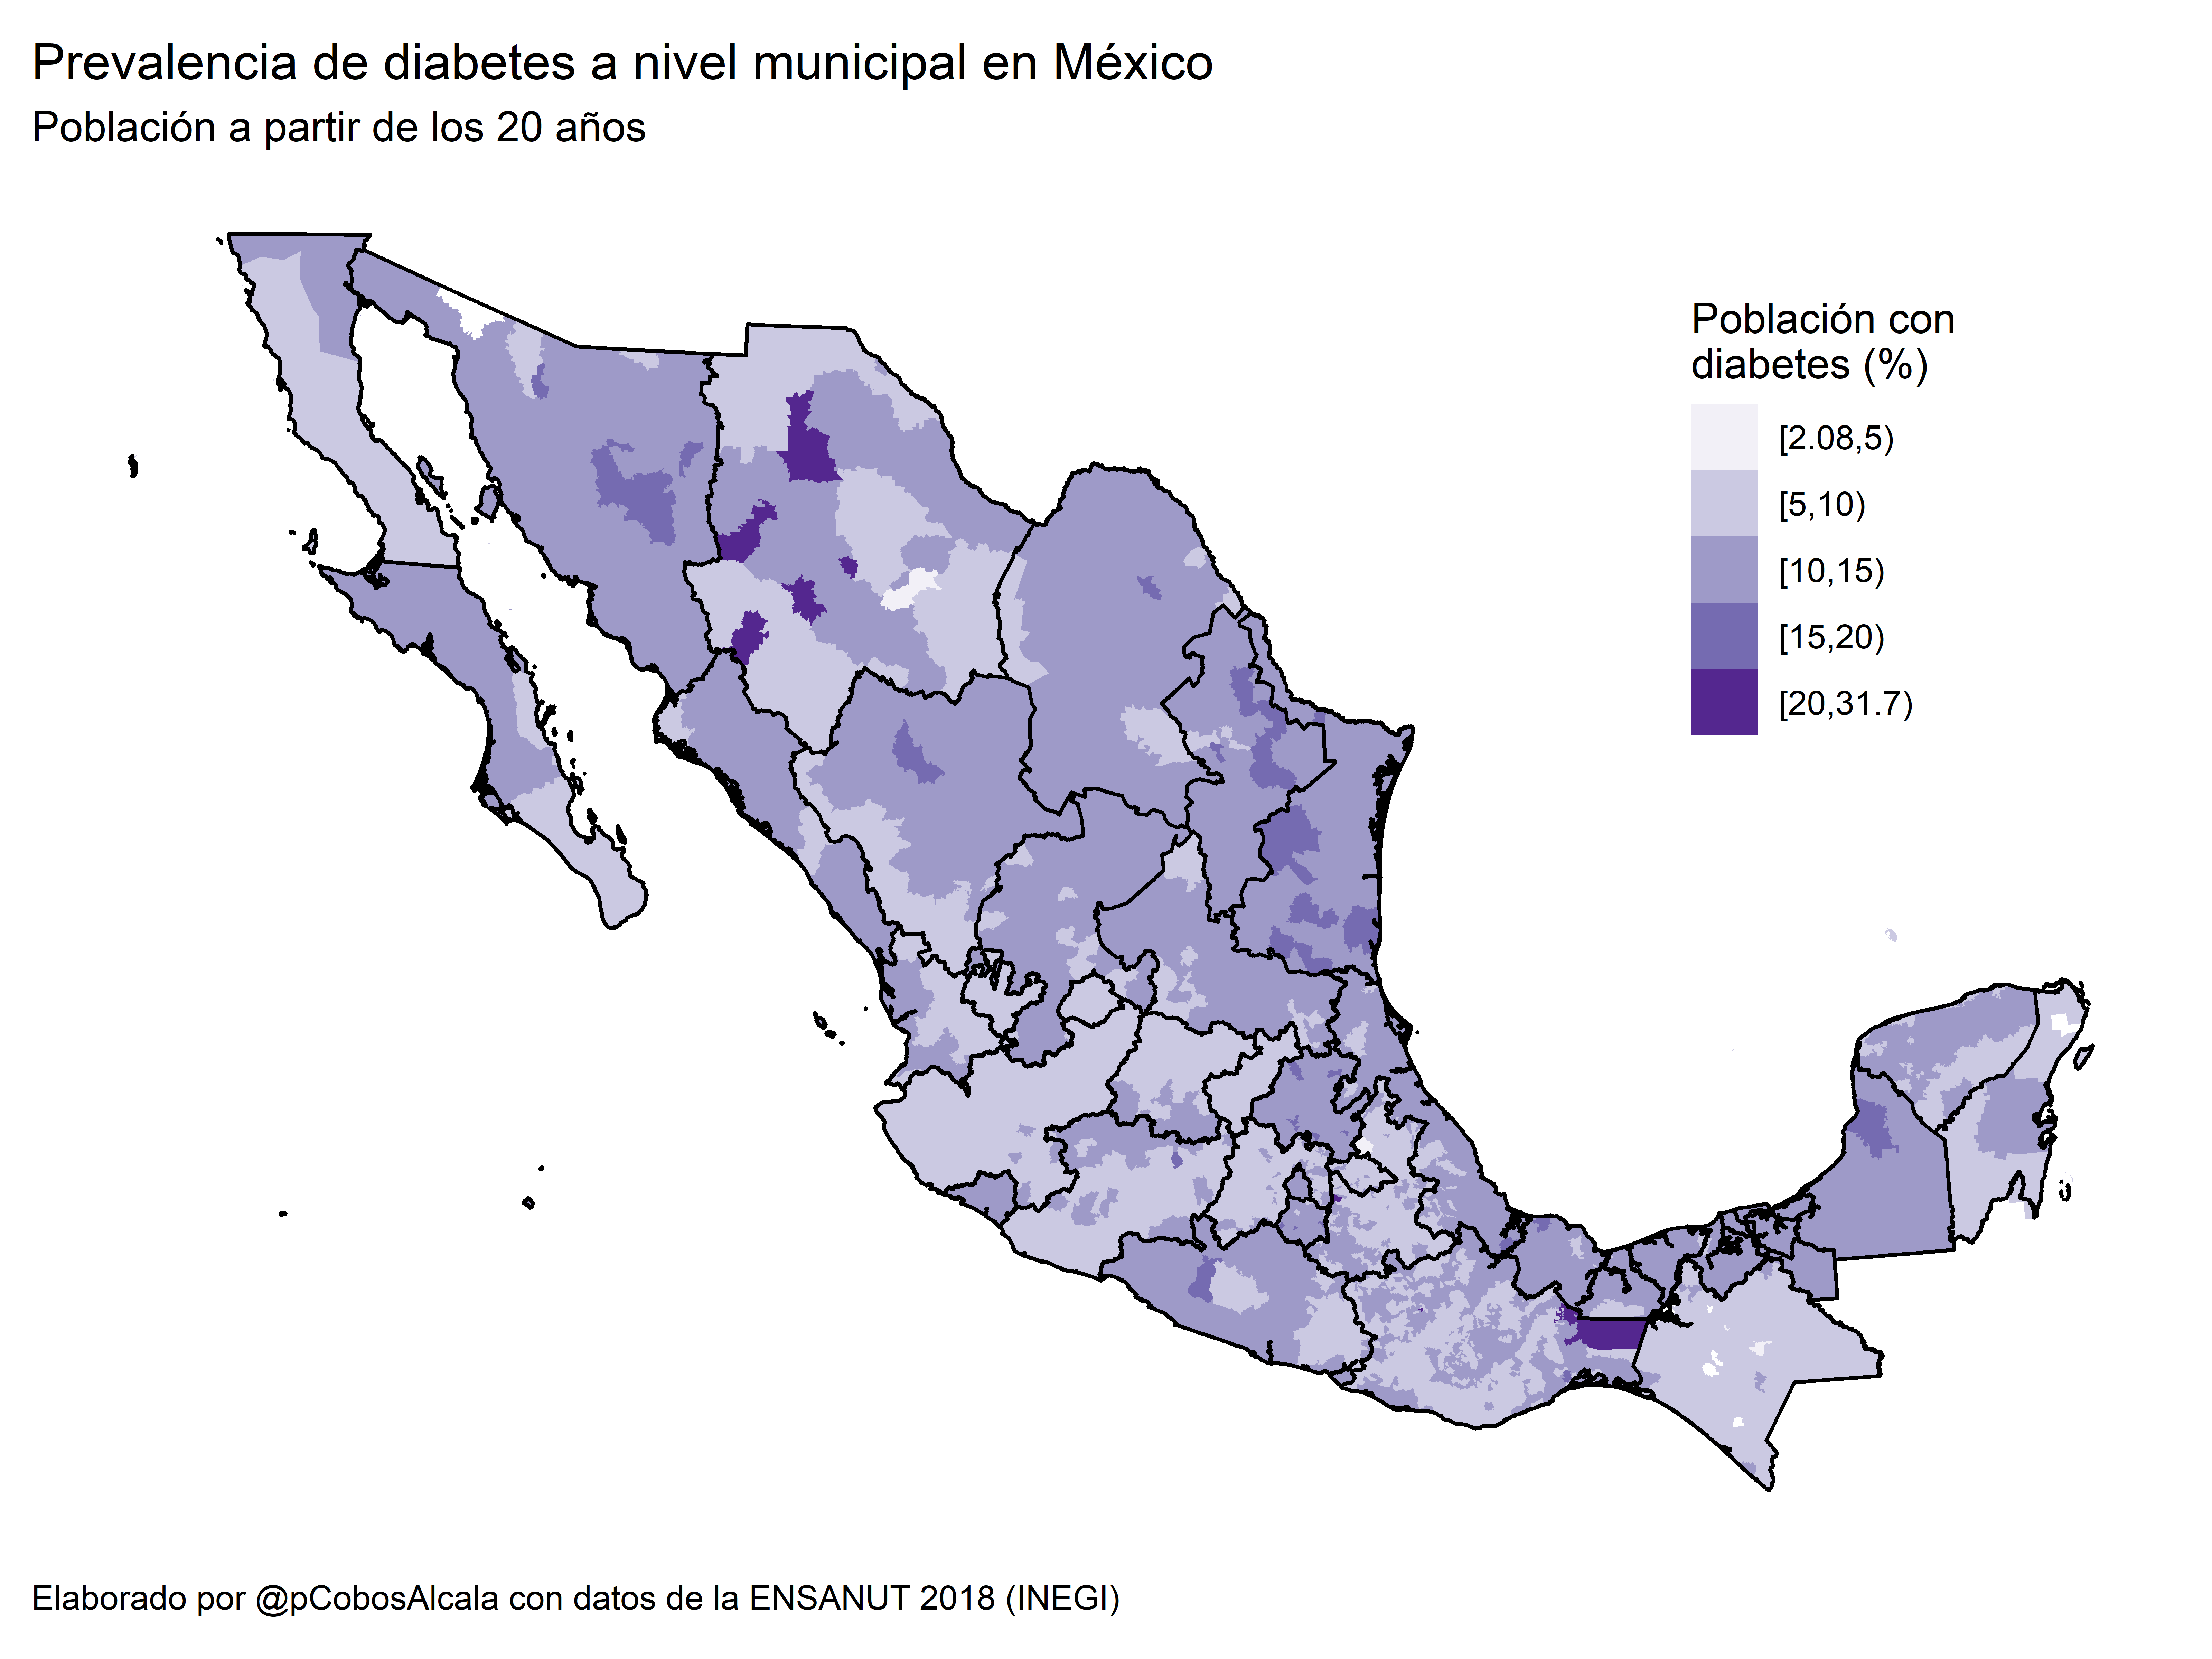 Prevalencia de diabetes a nivel municipal en México
Población a partir de los 20 años
Población con
diabetes (%)
[2.08,5)
[5,10)
[10,15)
[15,20)
[20,31.7)
Elaborado por @pCobosAlcala con datos de la ENSANUT 2018 (INEGI)